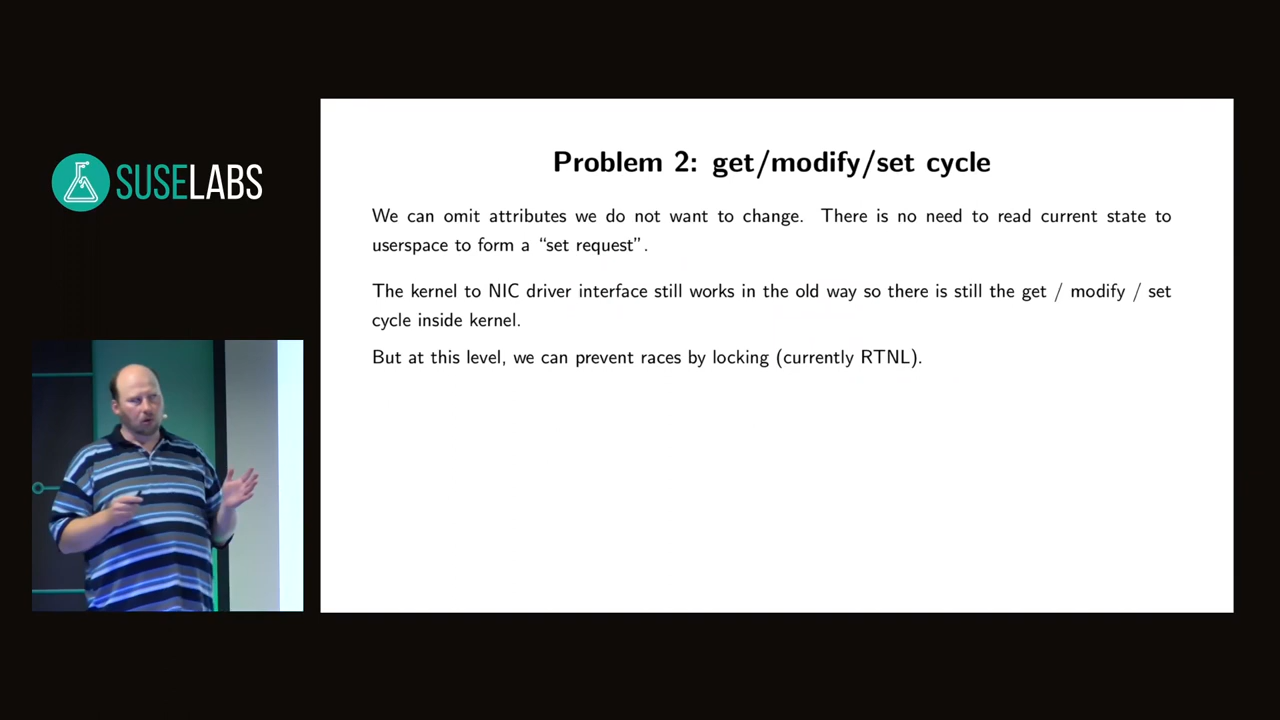 SUSELABS
Problem 2: get/modify/set cycle
We can omit attributes we do not want to change. There is no need to read current state to
userspace to form a “set request”.
The kernel to NIC driver interface still works in the old way so there is still the get / modify / set
cycle inside kernel.
But at this level, we can prevent races by locking (currently RTNL).